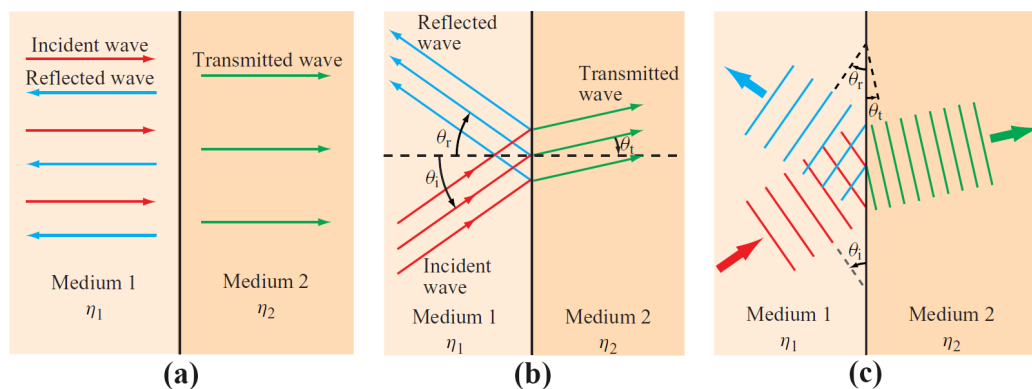 Incident wave
Reflected wave
Transmitted wave
Medium 1
η1
Medium 2
η2
(a)
Reflected
wave
Transmitted
wave
θr
θt
θi
Incident
wave
Medium 1
η1
Medium 2
η2
(b)
θr
θt
θi
Medium 1
η1
Medium 2
η2
(c)